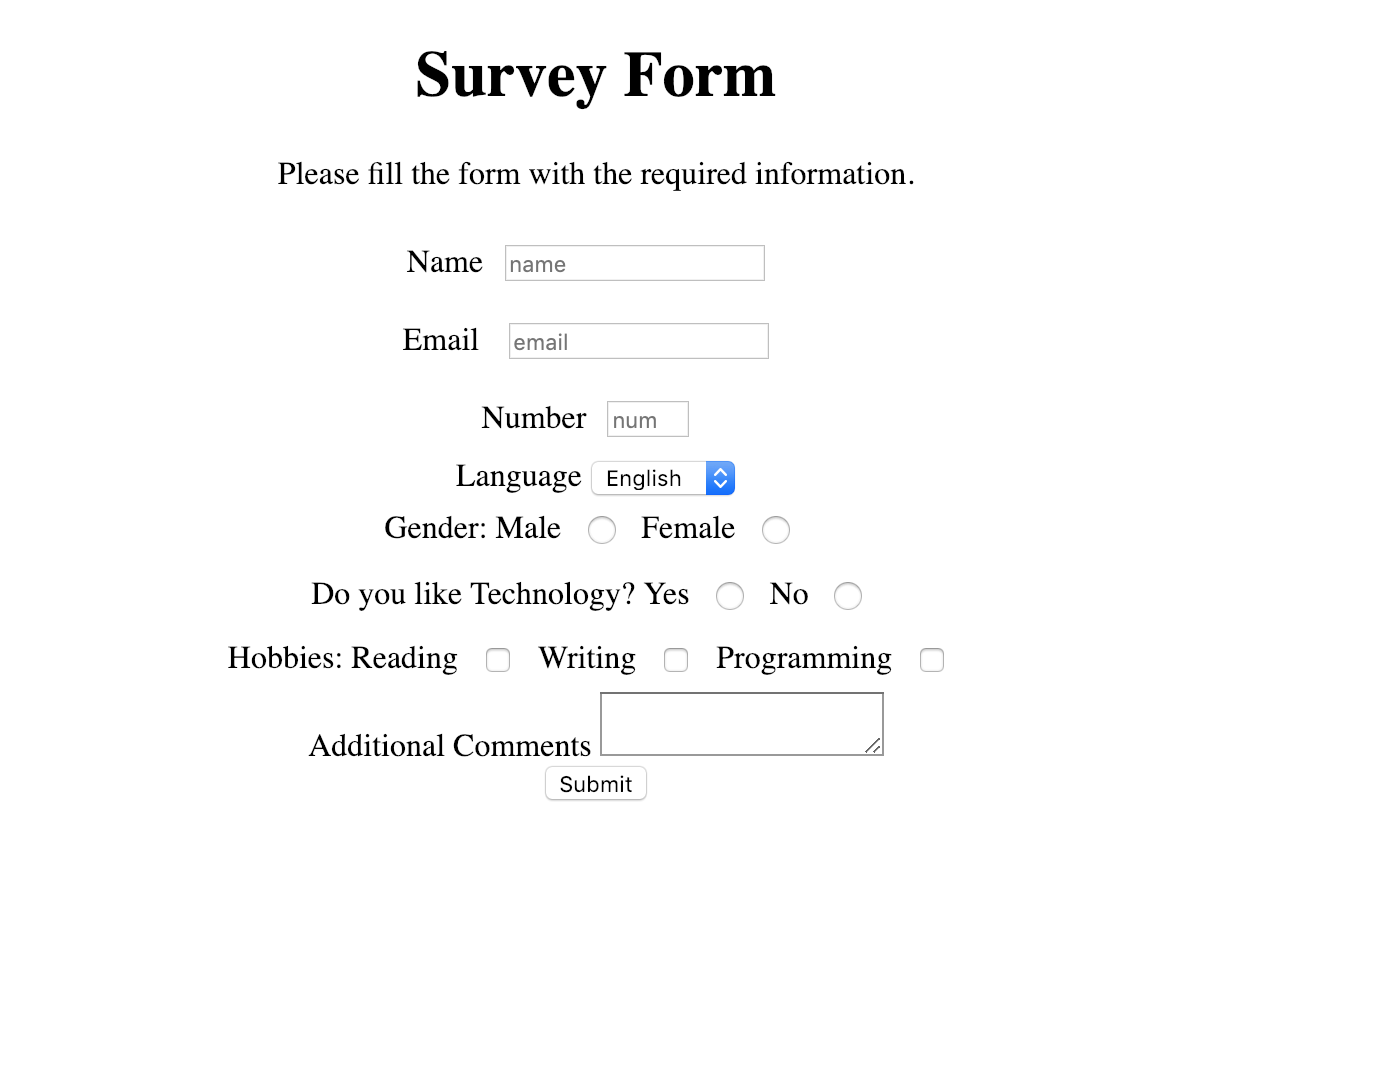 Survey Form
Please fill the form with the required information.
Name name
Email email
Number num
Language English
Gender: Male Female
Do you like Technology? Yes No
Hobbies: Reading Writing Programming
Additional Comments
Submit